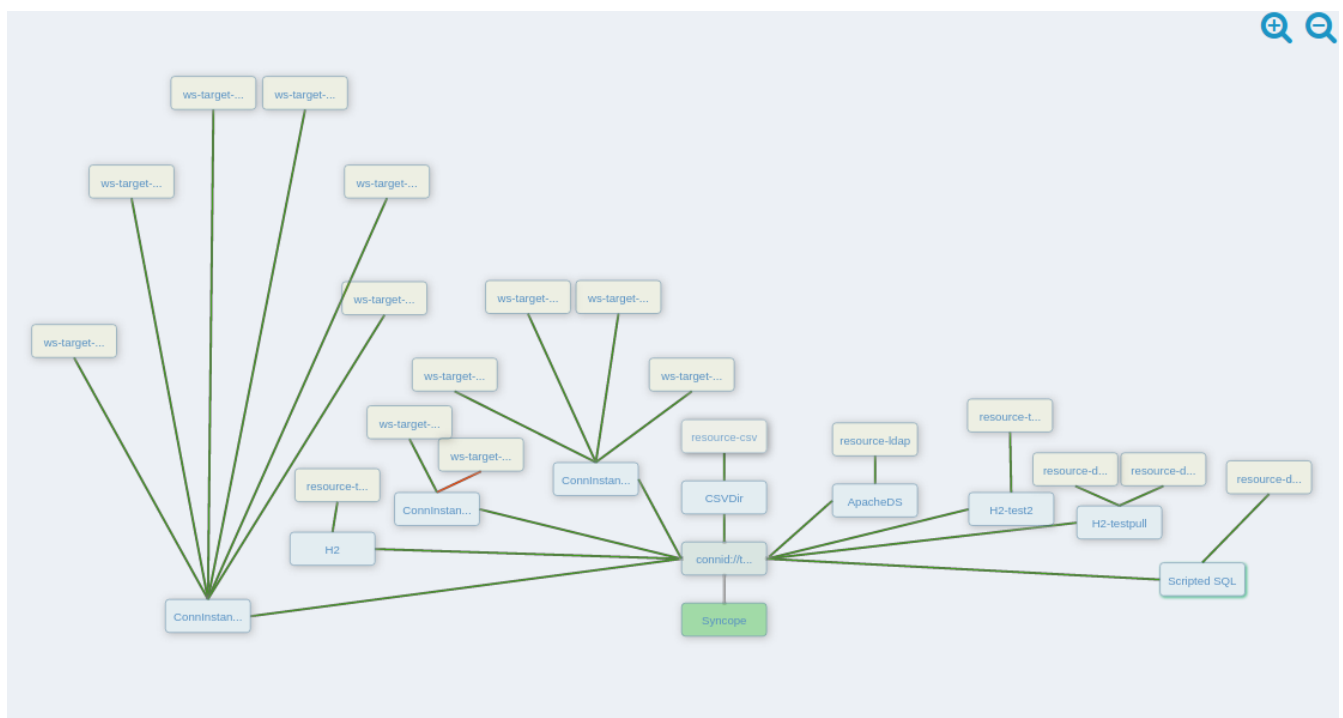 ws-target-...
ws-target-...
ws-target-...
ws-target-...
ws-target-...
ws-target-...
ws-target-...
ws-target-...
ws-target-...
ws-target-...
ws-target-...
ws-target-...
resource-t...
resource-csv
resource-ldap
resource-d...
resource-d...
resource-d...
ws-target-...
resource-t...
ConnInstan...
CSVDir
ApacheDS
ConnInstan...
H2-test2
H2-testpull
H2
connid://t...
Scripted SQL
ConnInstan...
Syncope